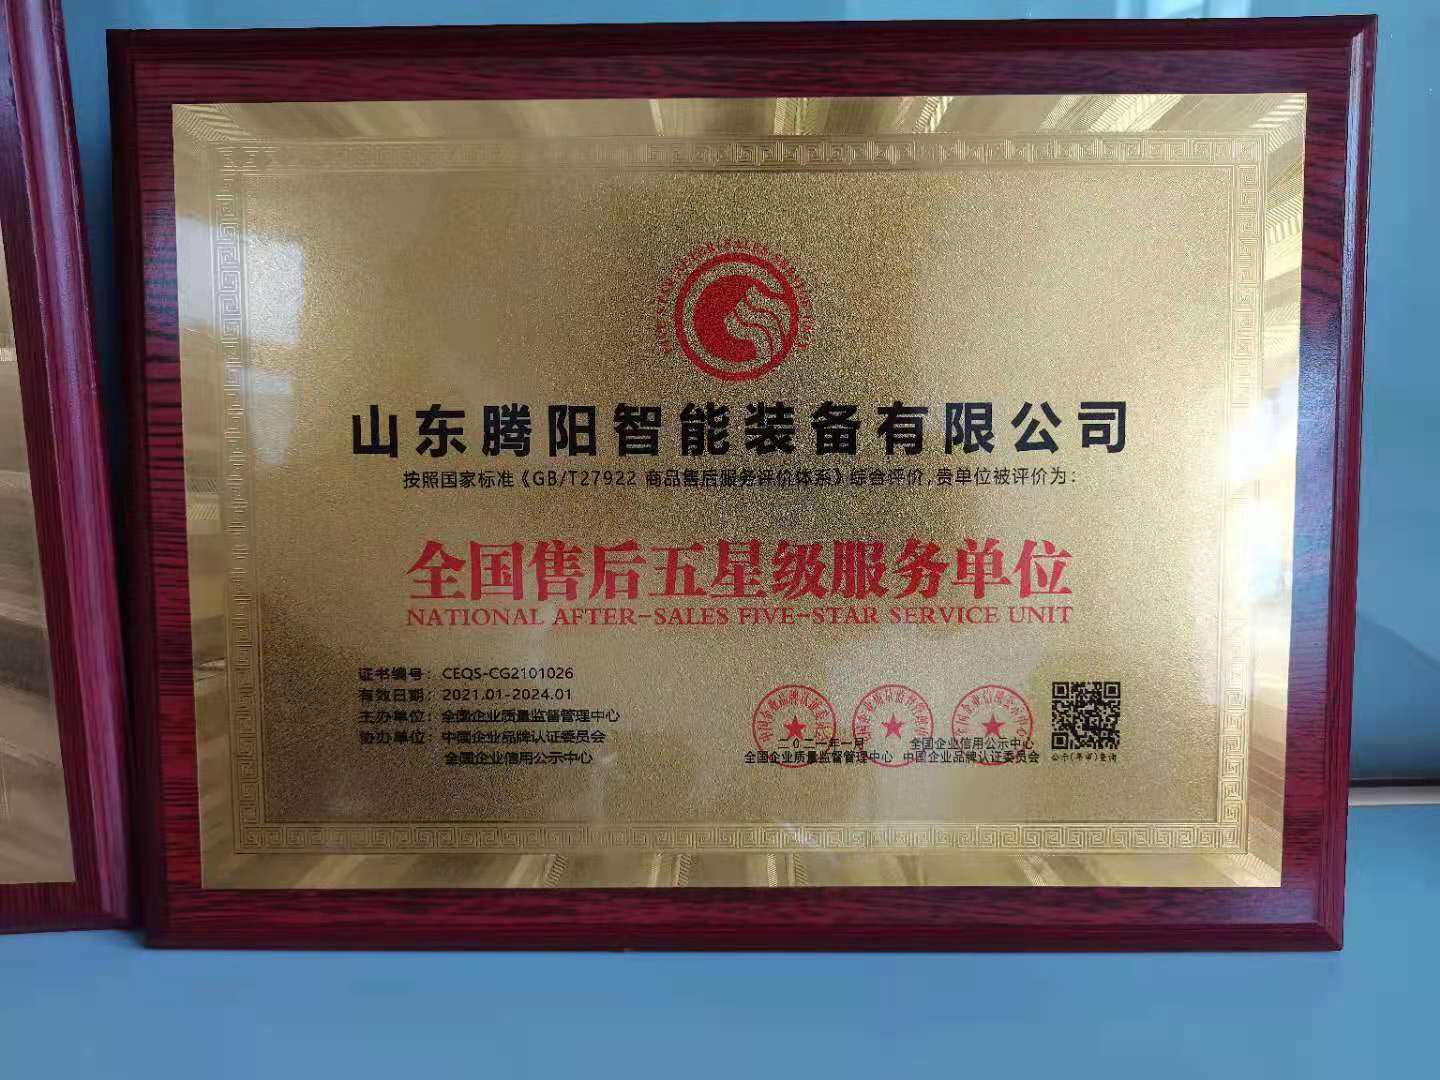 山东腾阳智能装备有限公司
按照国家标准《GB/T27922 商品售后服务评价体系》综合评价,贵单位被评价为:
全国售后五星级服务单位
NATIONAL AFTER-SALES FIVE-STAR SERVICE UNIT
证书编号: CEQS-CG2101026
有效日期: 2021.01-2024.01
主办单位: 全国企业质量监督管理中心
协办单位: 中国企业品牌认证委员会
全国企业信用公示中心
二〇二一年一月 全国企业信用公示中心
全国企业质量监督管理中心 中国企业品牌认证委员会
公示(年审)查询